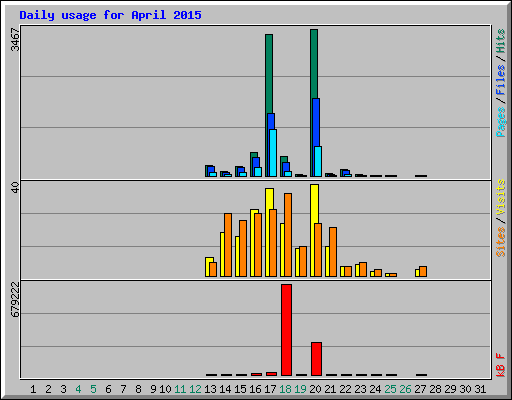 Daily usage for April 2015
3467
Pages / Files / Hits
40
Sites / Visits
679222
kB F
1 2 3 4 5 6 7 8 9 10 11 12 13 14 15 16 17 18 19 20 21 22 23 24 25 26 27 28 29 30 31